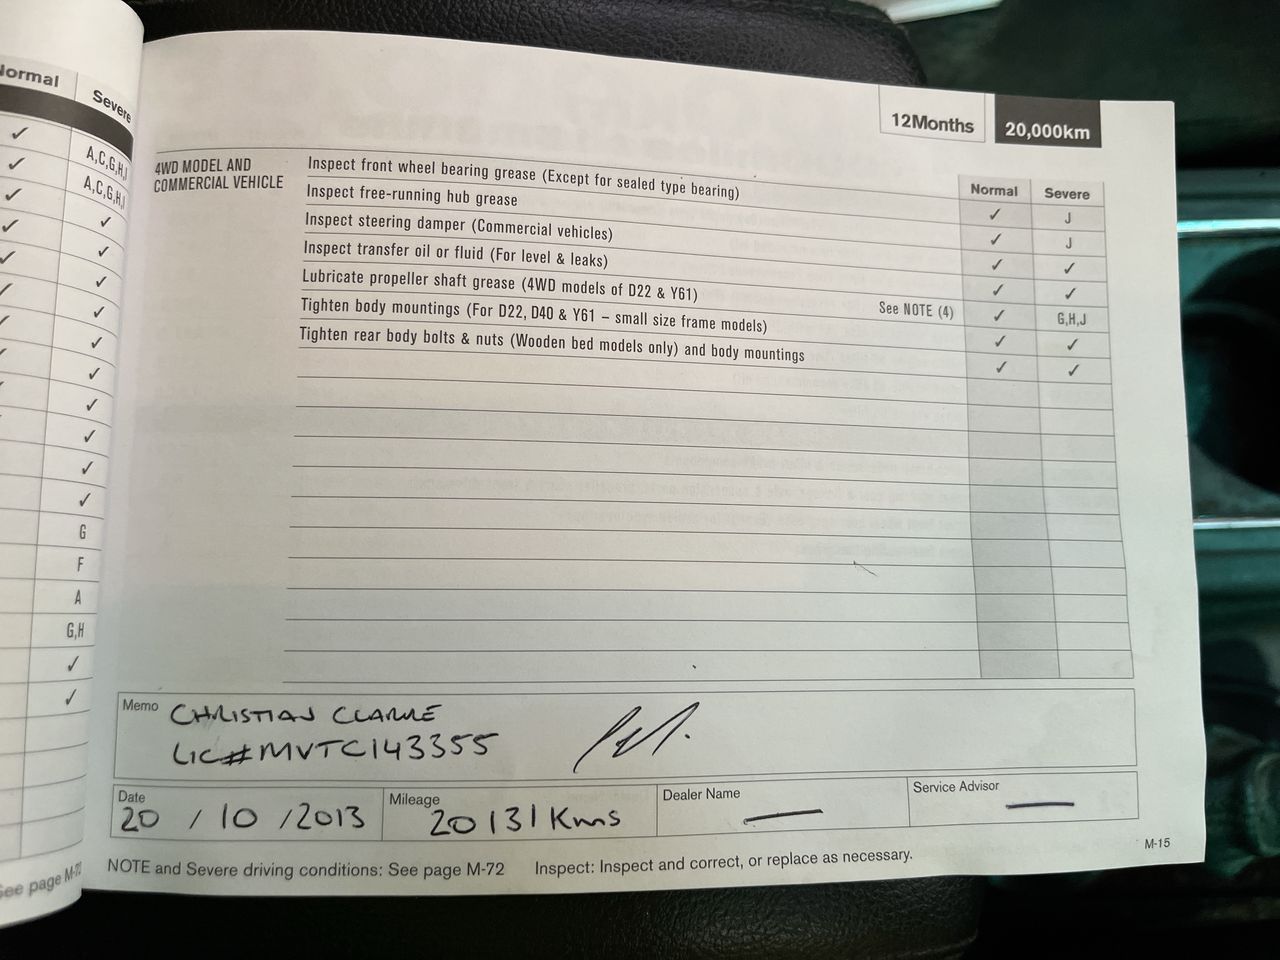 Normal
Severe
✓ A,C,G,H,J
✓ A,C,G,H,J
✓ ✓
✓ ✓
✓ ✓
✓ ✓
✓ ✓
✓ ✓
✓ ✓
✓
✓
✓
G
F
A
G,H
✓
✓
See page M-72
12Months
20,000km
Normal Severe
4WD MODEL AND
COMMERCIAL VEHICLE
Inspect front wheel bearing grease (Except for sealed type bearing) ✓ J
Inspect free-running hub grease ✓ J
Inspect steering damper (Commercial vehicles) ✓ ✓
Inspect transfer oil or fluid (For level & leaks) ✓ ✓
Lubricate propeller shaft grease (4WD models of D22 & Y61) See NOTE (4) ✓ G,H,J
Tighten body mountings (For D22, D40 & Y61 – small size frame models) ✓ ✓
Tighten rear body bolts & nuts (Wooden bed models only) and body mountings ✓ ✓
Memo CHRISTIAN CLARKE
LIC#MVTC143355
Date
20 / 10 / 2013
Mileage
20131 Kms
Dealer Name
—
Service Advisor
—
M-15
NOTE and Severe driving conditions: See page M-72 Inspect: Inspect and correct, or replace as necessary.